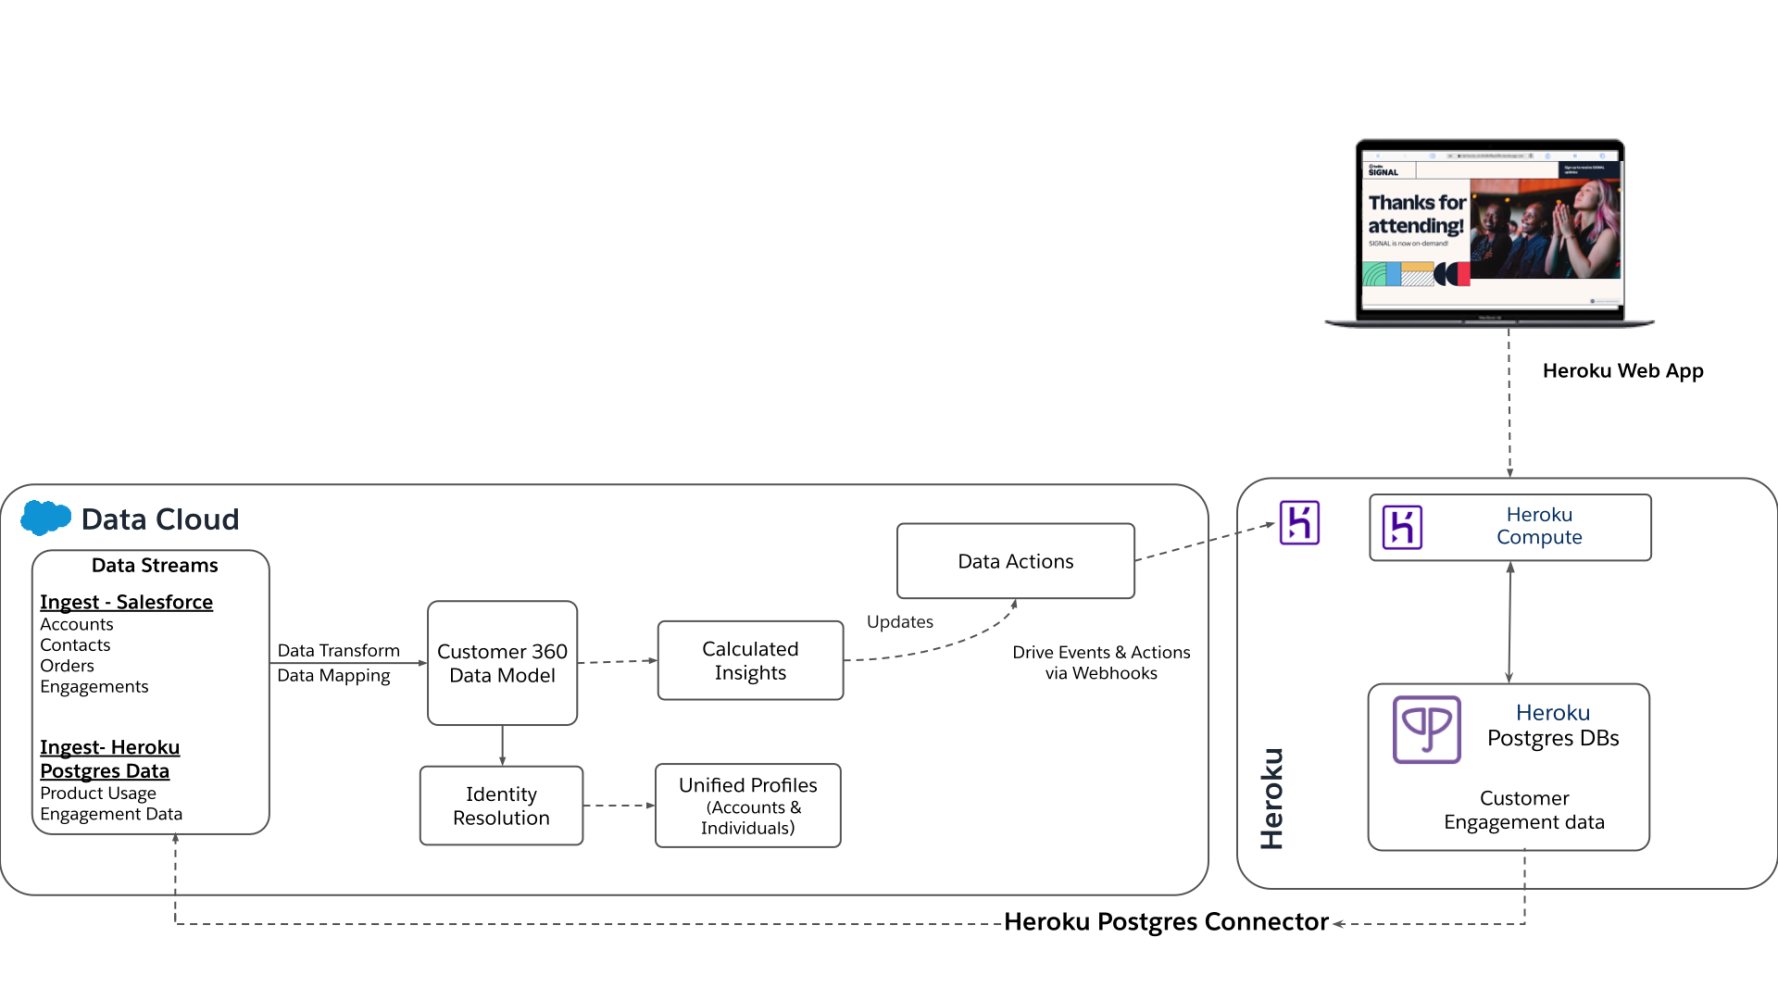 SIGNAL
Thanks for
attending!
SIGNAL is now on-demand!
Heroku Web App
Data Cloud
Data Streams
Ingest - Salesforce
Accounts
Contacts
Orders
Engagements
Ingest- Heroku
Postgres Data
Product Usage
Engagement Data
Data Transform
Data Mapping
Customer 360
Data Model
Identity
Resolution
Calculated
Insights
Unified Profiles
(Accounts &
Individuals)
Updates
Data Actions
Drive Events & Actions
via Webhooks
Heroku
Heroku
Compute
Heroku
Postgres DBs
Customer
Engagement data
Heroku Postgres Connector